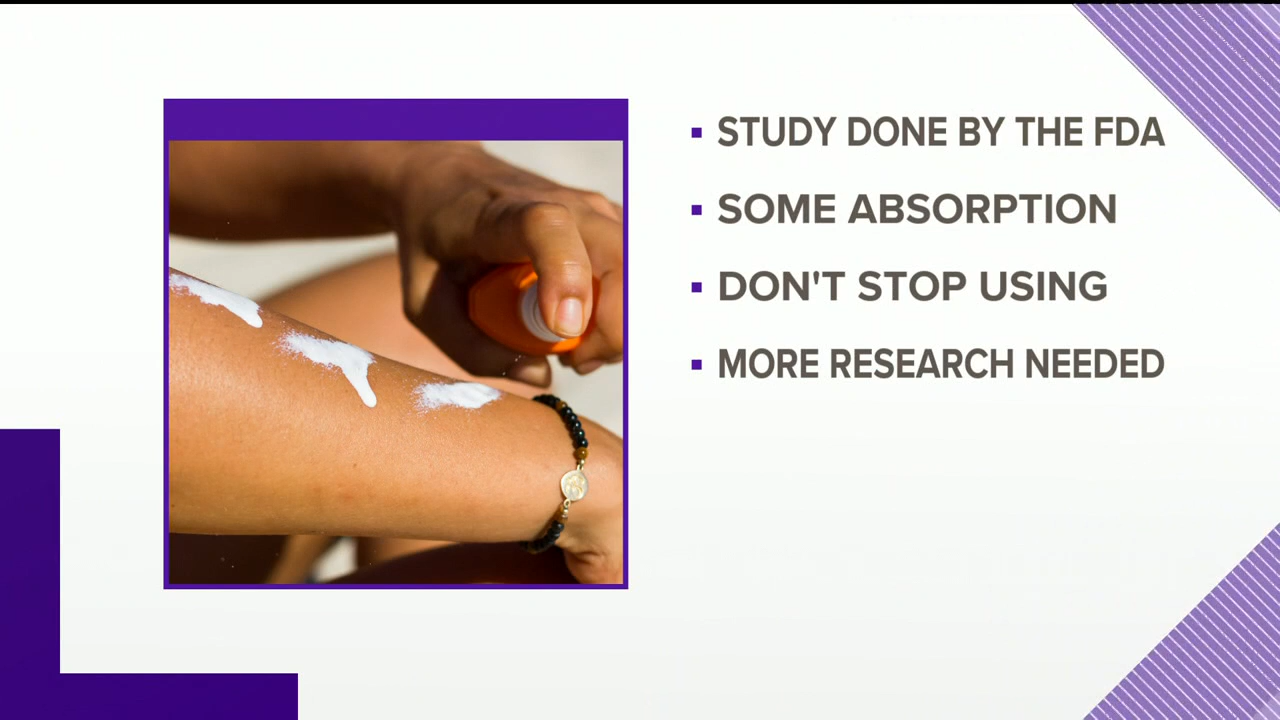 STUDY DONE BY THE FDA
SOME ABSORPTION
DON'T STOP USING
MORE RESEARCH NEEDED